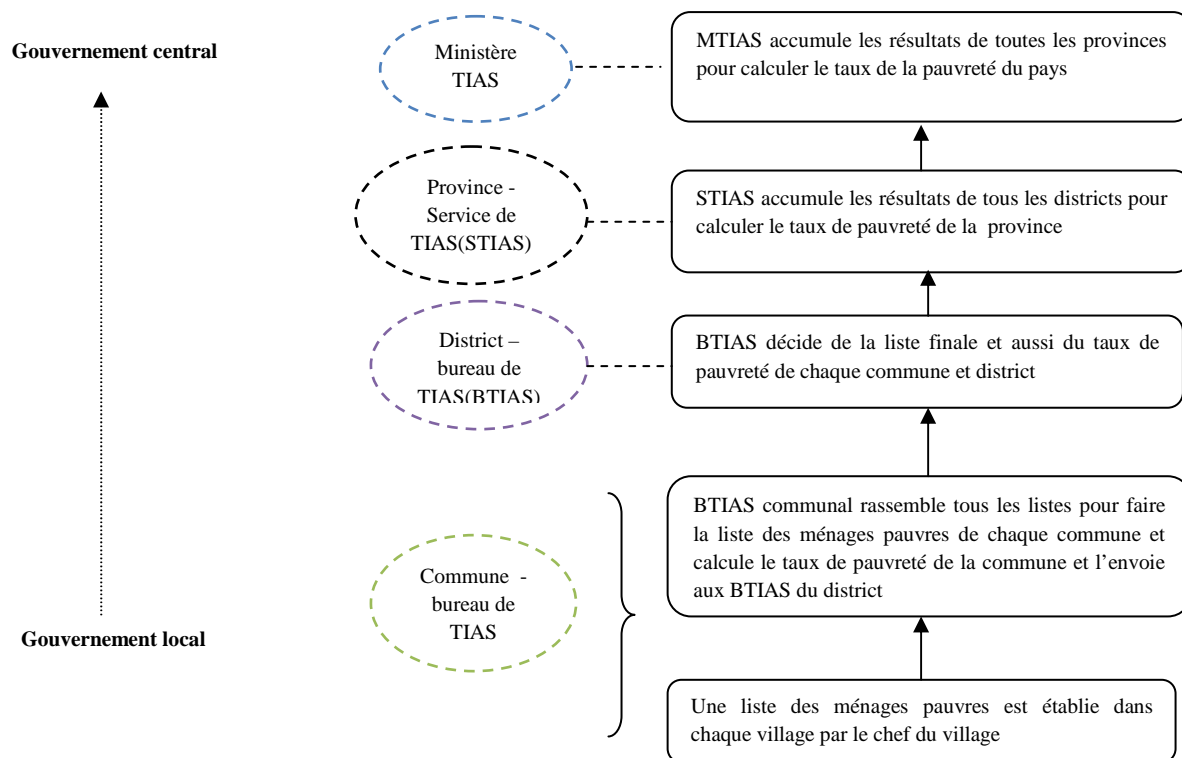 Gouvernement central
Ministère
TIAS
MTIAS accumule les résultats de toutes les provinces
pour calculer le taux de la pauvreté du pays
Province -
Service de
TIAS(STIAS)
STIAS accumule les résultats de tous les districts pour
calculer le taux de pauvreté de la province
District –
bureau de
TIAS(BTIAS)
BTIAS décide de la liste finale et aussi du taux de
pauvreté de chaque commune et district
Commune -
bureau de
TIAS
BTIAS communal rassemble tous les listes pour faire
la liste des ménages pauvres de chaque commune et
calcule le taux de pauvreté de la commune et l’envoie
aux BTIAS du district
Gouvernement local
Une liste des ménages pauvres est établie dans
chaque village par le chef du village